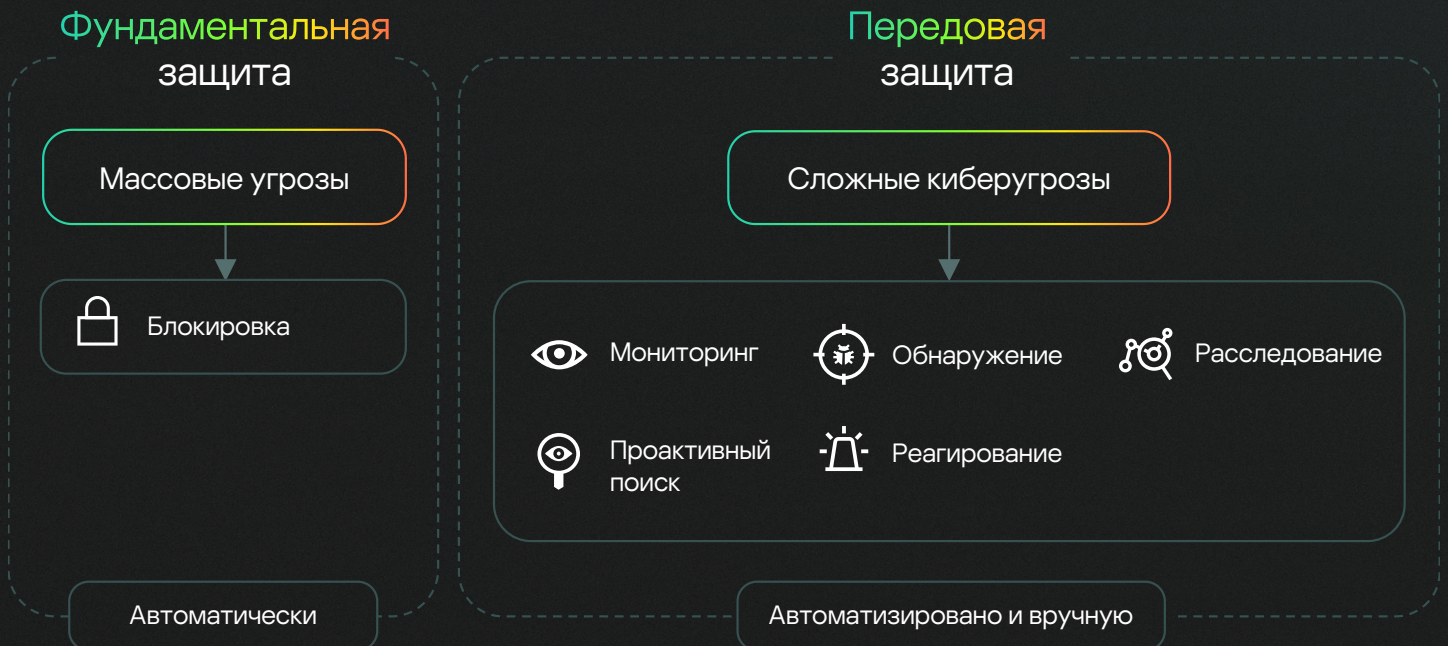 Фундаментальная
защита
Массовые угрозы
Блокировка
Автоматически
Передовая
защита
Сложные киберугрозы
Мониторинг
Обнаружение
Расследование
Проактивный
поиск
Реагирование
Автоматизировано и вручную